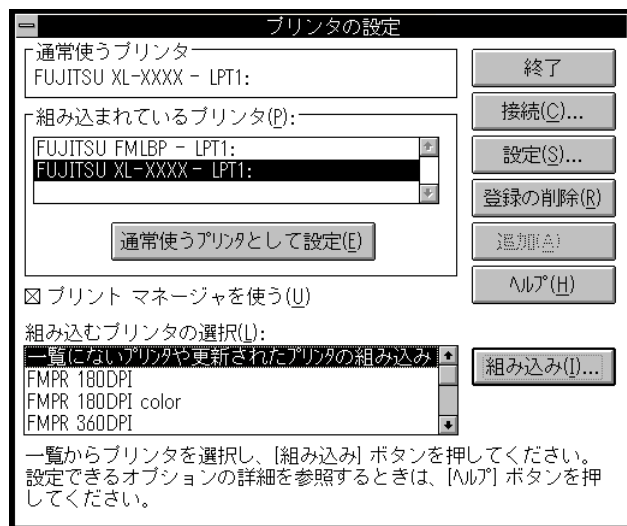 プリンタの設定
通常使うプリンタ
FUJITSU XL-XXXX - LPT1:
終了
組み込まれているプリンタ(P):
接続(C)...
FUJITSU FMLBP - LPT1:
FUJITSU XL-XXXX - LPT1:
設定(S)...
登録の削除(R)
通常使うﾌﾟﾘﾝﾀとして設定(E)
追加(A)
ﾍﾙﾌﾟ(H)
プリント マネージャを使う(U)
組み込むプリンタの選択(L):
一覧にないﾌﾟﾘﾝﾀや更新されたﾌﾟﾘﾝﾀの組み込み
組み込み(I)...
FMPR 180DPI
FMPR 180DPI color
FMPR 360DPI
一覧からプリンタを選択し、[組み込み] ボタンを押してください。
設定できるオプションの詳細を参照するときは、[ﾍﾙﾌﾟ] ボタンを押
してください。